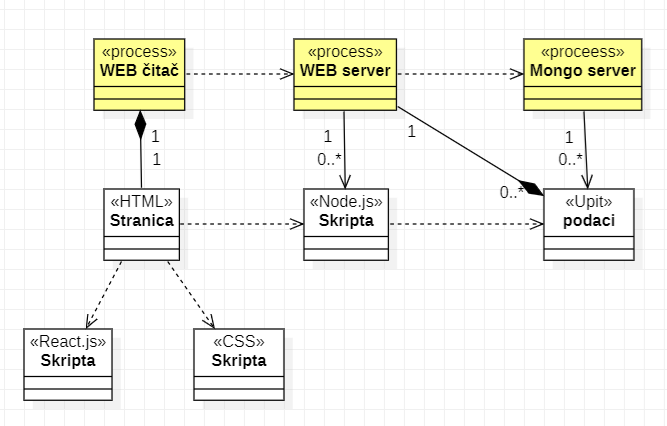 «process»
WEB čitač
«process»
WEB server
«proceess»
Mongo server
1
1
1
0..*
1
0..*
1
0..*
«HTML»
Stranica
«Node.js»
Skripta
«Upit»
podaci
«React.js»
Skripta
«CSS»
Skripta